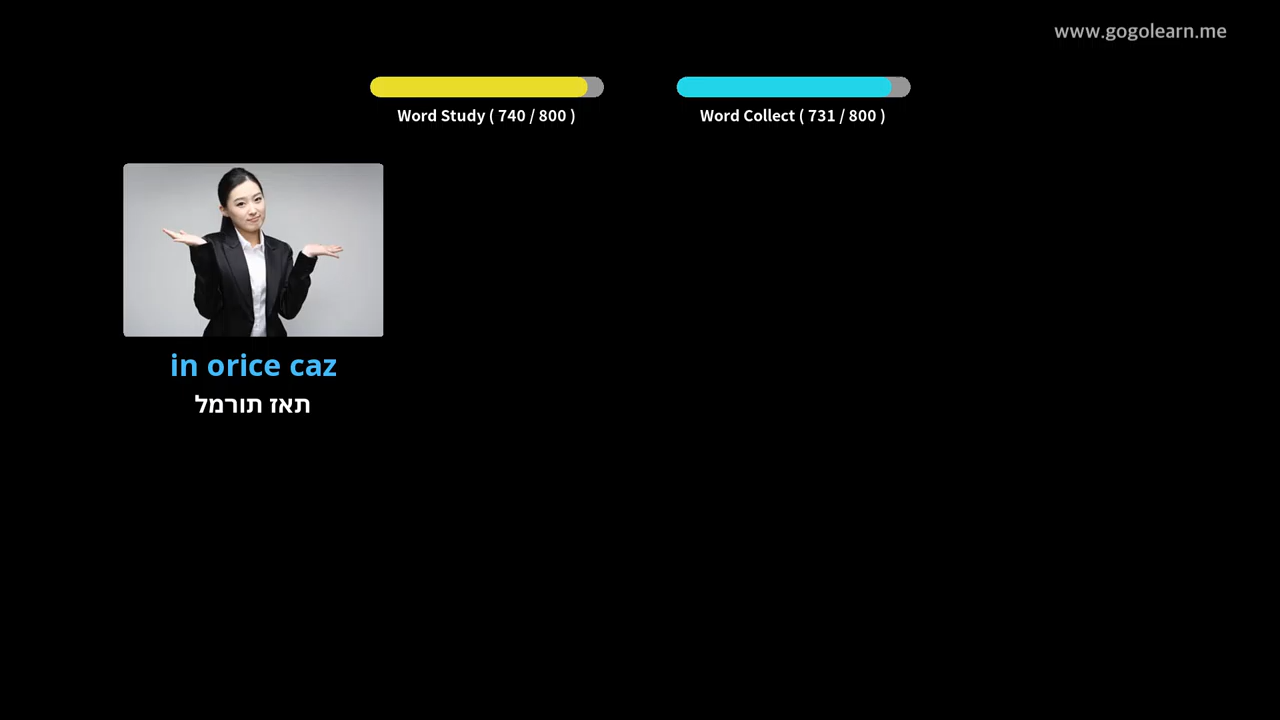 www.gogolearn.me
Word Study ( 740 / 800 )
Word Collect ( 731 / 800 )
in orice caz
תאז תורמל